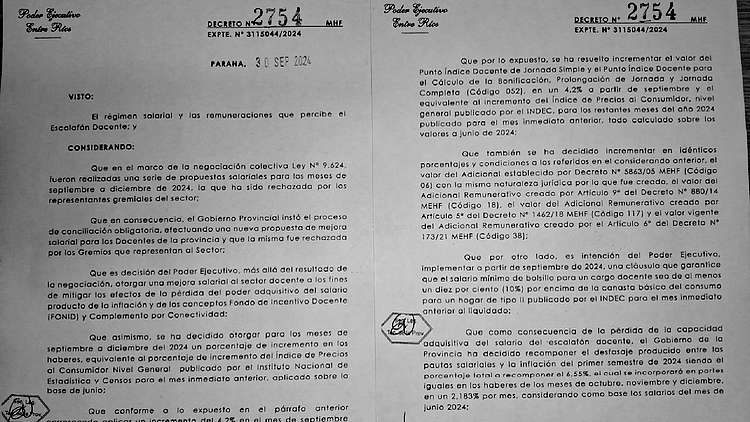 Poder Ejecutivo
Entre Ríos
DECRETO Nº 2754 MHF
EXPTE. Nº 3115044/2024
PARANA, 30 SEP 2024
VISTO:
El régimen salarial y las remuneraciones que percibe el
Escalafón Docente; y
CONSIDERANDO:
Que en el marco de la negociación colectiva Ley Nº 9.624,
fueron realizadas una serie de propuestas salariales para los meses de
septiembre a diciembre de 2024, la que ha sido rechazada por los
representantes gremiales del sector;
Que en consecuencia, el Gobierno Provincial instó el proceso
de conciliación obligatoria, efectuando una nueva propuesta de mejora
salarial para los Docentes de la provincia y que la misma fue rechazada
por los Gremios que representan al Sector;
Que es decisión del Poder Ejecutivo, más allá del resultado de
la negociación, otorgar una mejora salarial al sector docente a los fines
de mitigar los efectos de la pérdida del poder adquisitivo del salario
producto de la inflación y de los conceptos Fondo de Incentivo Docente
(FONID) y Complemento por Conectividad;
Que asimismo, se ha decidido otorgar para los meses de
septiembre a diciembre del 2024 un porcentaje de incremento en los
haberes, equivalente al porcentaje de incremento del Índice de Precios
al Consumidor Nivel General publicado por el Instituto Nacional de
Estadística y Censos para el mes inmediato anterior, aplicado sobre la
base de junio;
Que conforme a lo expuesto en el párrafo anterior
aplicar un incremento del 4,2% en el mes de septiembre
Poder Ejecutivo
Entre Ríos
DECRETO Nº 2754 MHF
EXPTE. Nº 3115044/2024
Que por lo expuesto, se ha resuelto incrementar el valor del
Punto Índice Docente de Jornada Simple y el Punto Índice Docente para
el Cálculo de la Bonificación, Prolongación de Jornada y Jornada
Completa (Código 052), en un 4,2% a partir de septiembre y el
equivalente al incremento del Índice de Precios al Consumidor, nivel
general publicado por el INDEC, para los restantes meses del año 2024
publicado para el mes inmediato anterior, todo calculado sobre los
valores a junio de 2024;
Que también se ha decidido incrementar en idénticos
porcentajes y condiciones a los referidos en el considerando anterior, el
valor del Adicional establecido por Decreto Nº 5863/05 MEHF (Código
06) con la misma naturaleza jurídica por la que fue creado, el valor del
Adicional Remunerativo creado por Artículo 9º del Decreto Nº 880/14
MEHF (Código 18), el valor del Adicional Remunerativo creado por
Artículo 5º del Decreto Nº 1462/18 MEHF (Código 117) y el valor vigente
del Adicional Remunerativo creado por el Artículo 6º del Decreto Nº
173/21 MEHF (Código 38);
Que por otro lado, es intención del Poder Ejecutivo,
implementar a partir de septiembre de 2024, una cláusula que garantice
que el salario mínimo de bolsillo para un cargo docente sea de al menos
un diez por ciento (10%) por encima de la canasta básica del consumo
para un hogar de tipo II publicado por el INDEC para el mes inmediato
anterior al liquidado;
Que como consecuencia de la pérdida de la capacidad
adquisitiva del salario del escalafón docente, el Gobierno de la
Provincia ha decidido recomponer el desfasaje producido entre las
pautas salariales y la inflación del primer semestre de 2024 siendo el
porcentaje total a recomponer el 6,55%, el cual se incorporará en partes
iguales en los haberes de los meses de octubre, noviembre y diciembre,
en un 2,183% por mes, considerando como base los salarios del mes de
junio 2024;